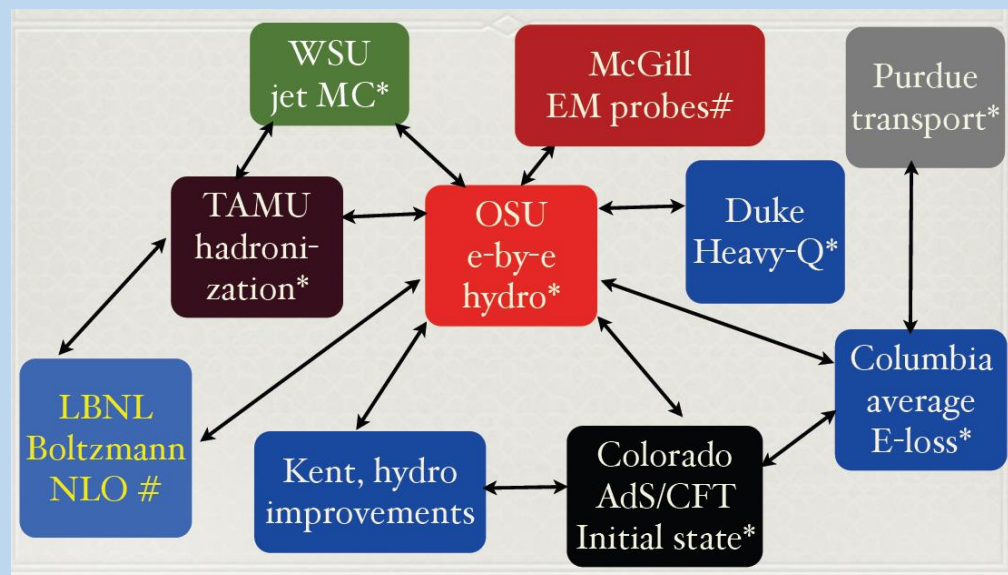 WSU
jet MC*
McGill
EM probes#
Purdue
transport*
TAMU
hadroni-
zation*
OSU
e-by-e
hydro*
Duke
Heavy-Q*
LBNL
Boltzmann
NLO #
Kent, hydro
improvements
Colorado
AdS/CFT
Initial state*
Columbia
average
E-loss*